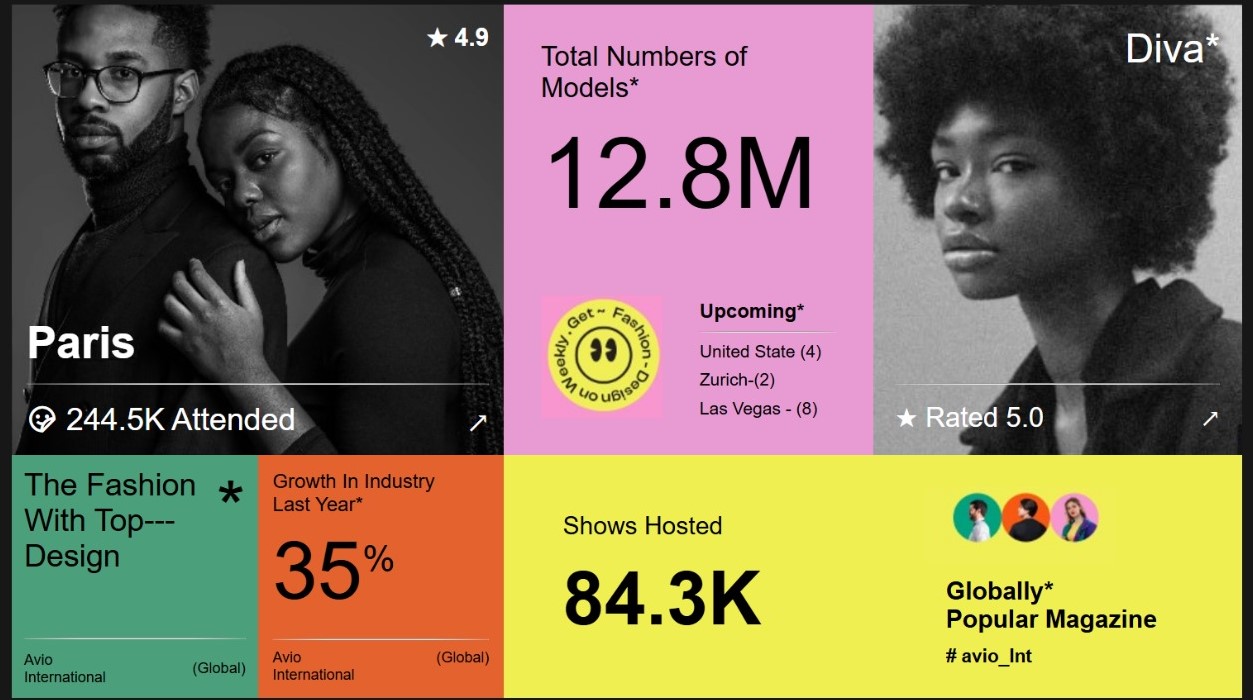 ★ 4.9
Paris
244.5K Attended
↗
Total Numbers of
Models*
12.8M
Get ~ Fashion - Design on Weekly.
Upcoming*
United State (4)
Zurich-(2)
Las Vegas - (8)
Diva*
★ Rated 5.0
↗
The Fashion
With Top---
Design
*
Avio
International
(Global)
Growth In Industry
Last Year*
35%
Avio
International
(Global)
Shows Hosted
84.3K
Globally*
Popular Magazine
# avio_Int